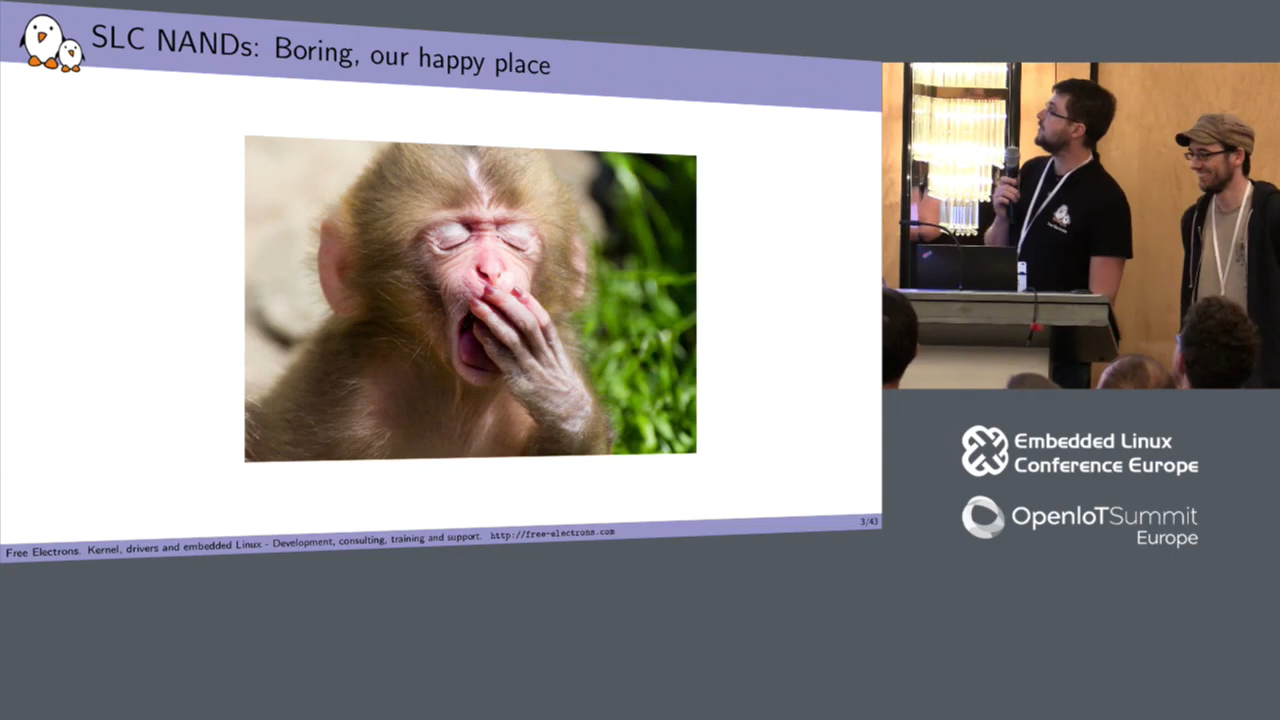 SLC NANDs: Boring, our happy place
3/43
Free Electrons. Kernel, drivers and embedded Linux - Development, consulting, training and support. http://free-electrons.com
Embedded Linux
Conference Europe
OpenIoTSummit
Europe